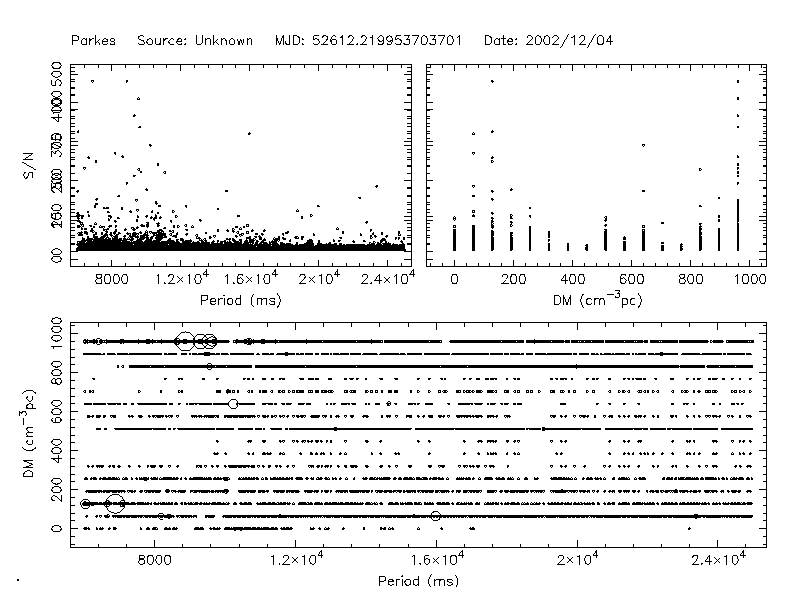 Parkes Source: Unknown MJD: 52612.219953703701 Date: 2002/12/04
S/N
8000 1.2×10⁴ 1.6×10⁴ 2×10⁴ 2.4×10⁴
Period (ms)
0 200 400 600 800 1000
DM (cm⁻³pc)
1000
800
600
400
200
0
DM (cm⁻³pc)
8000 1.2×10⁴ 1.6×10⁴ 2×10⁴ 2.4×10⁴
Period (ms)